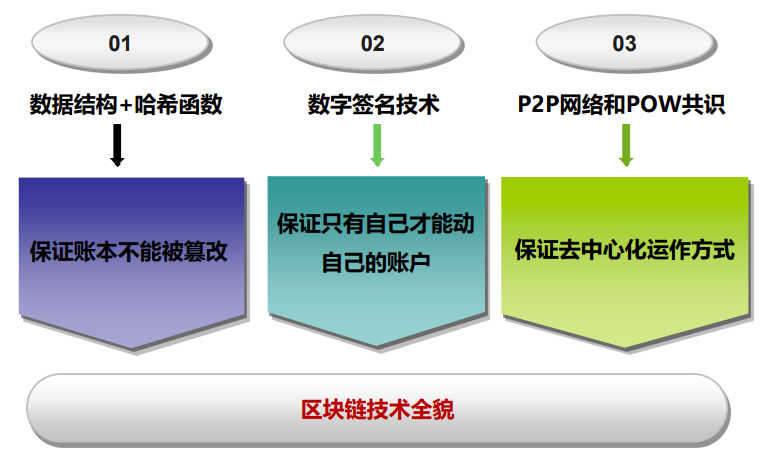 01
02
03
数据结构+哈希函数
数字签名技术
P2P网络和POW共识
保证账本不能被篡改
保证只有自己才能动
自己的账户
保证去中心化运作方式
区块链技术全貌